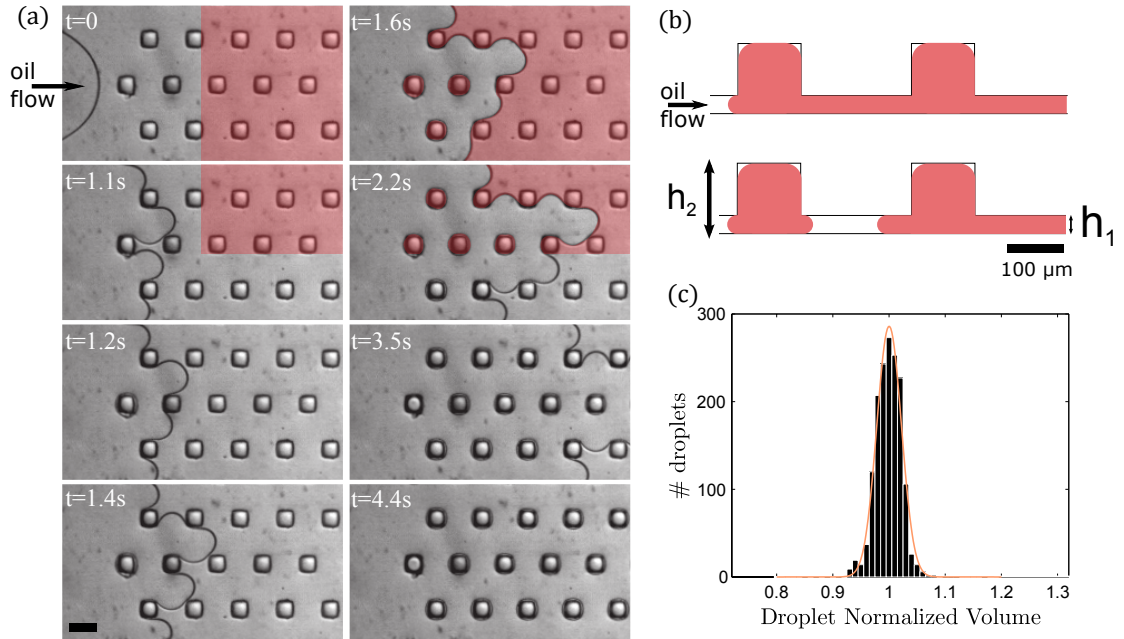 (a)
t=0
t=1.6s
oil
flow
t=1.1s
t=2.2s
t=1.2s
t=3.5s
t=1.4s
t=4.4s
(b)
oil
flow
h₂
h₁
100 μm
(c)
300
200
100
0
# droplets
0.8
0.9
1
1.1
1.2
1.3
Droplet Normalized Volume